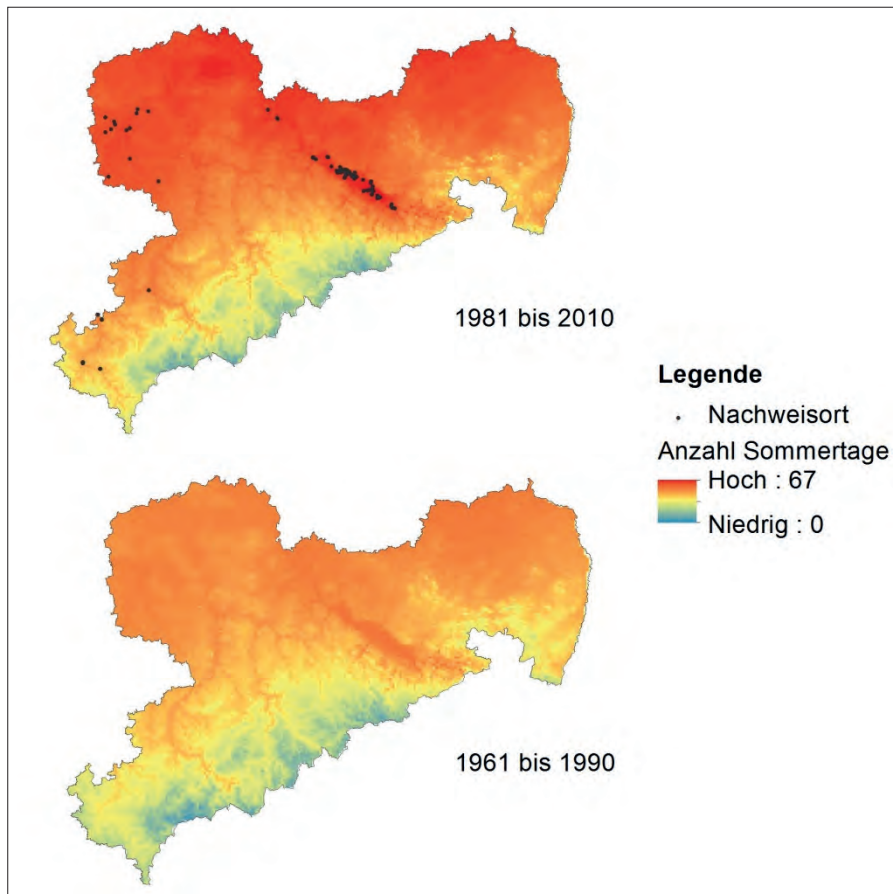 1981 bis 2010
Legende
Nachweisort
Anzahl Sommertage
Hoch : 67
Niedrig : 0
1961 bis 1990